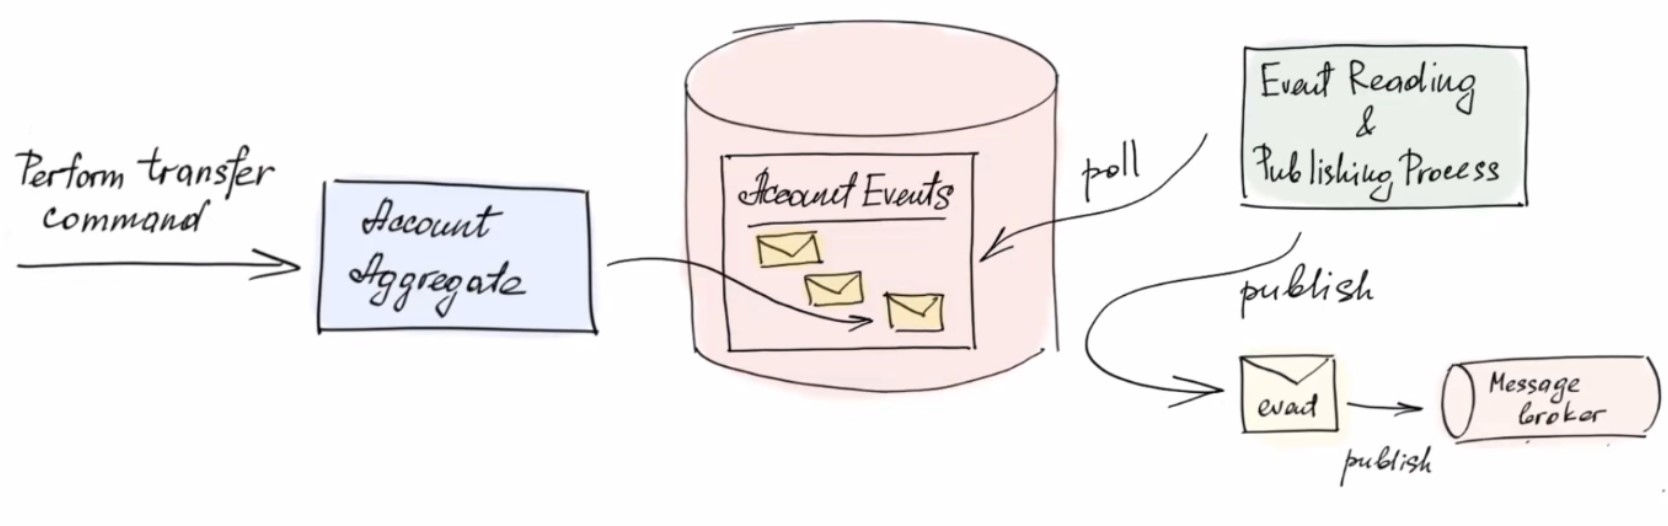 Perform transfer
command
Account
Aggregate
Account Events
poll
Event Reading
&
Publishing Process
publish
event
publish
Message
broker